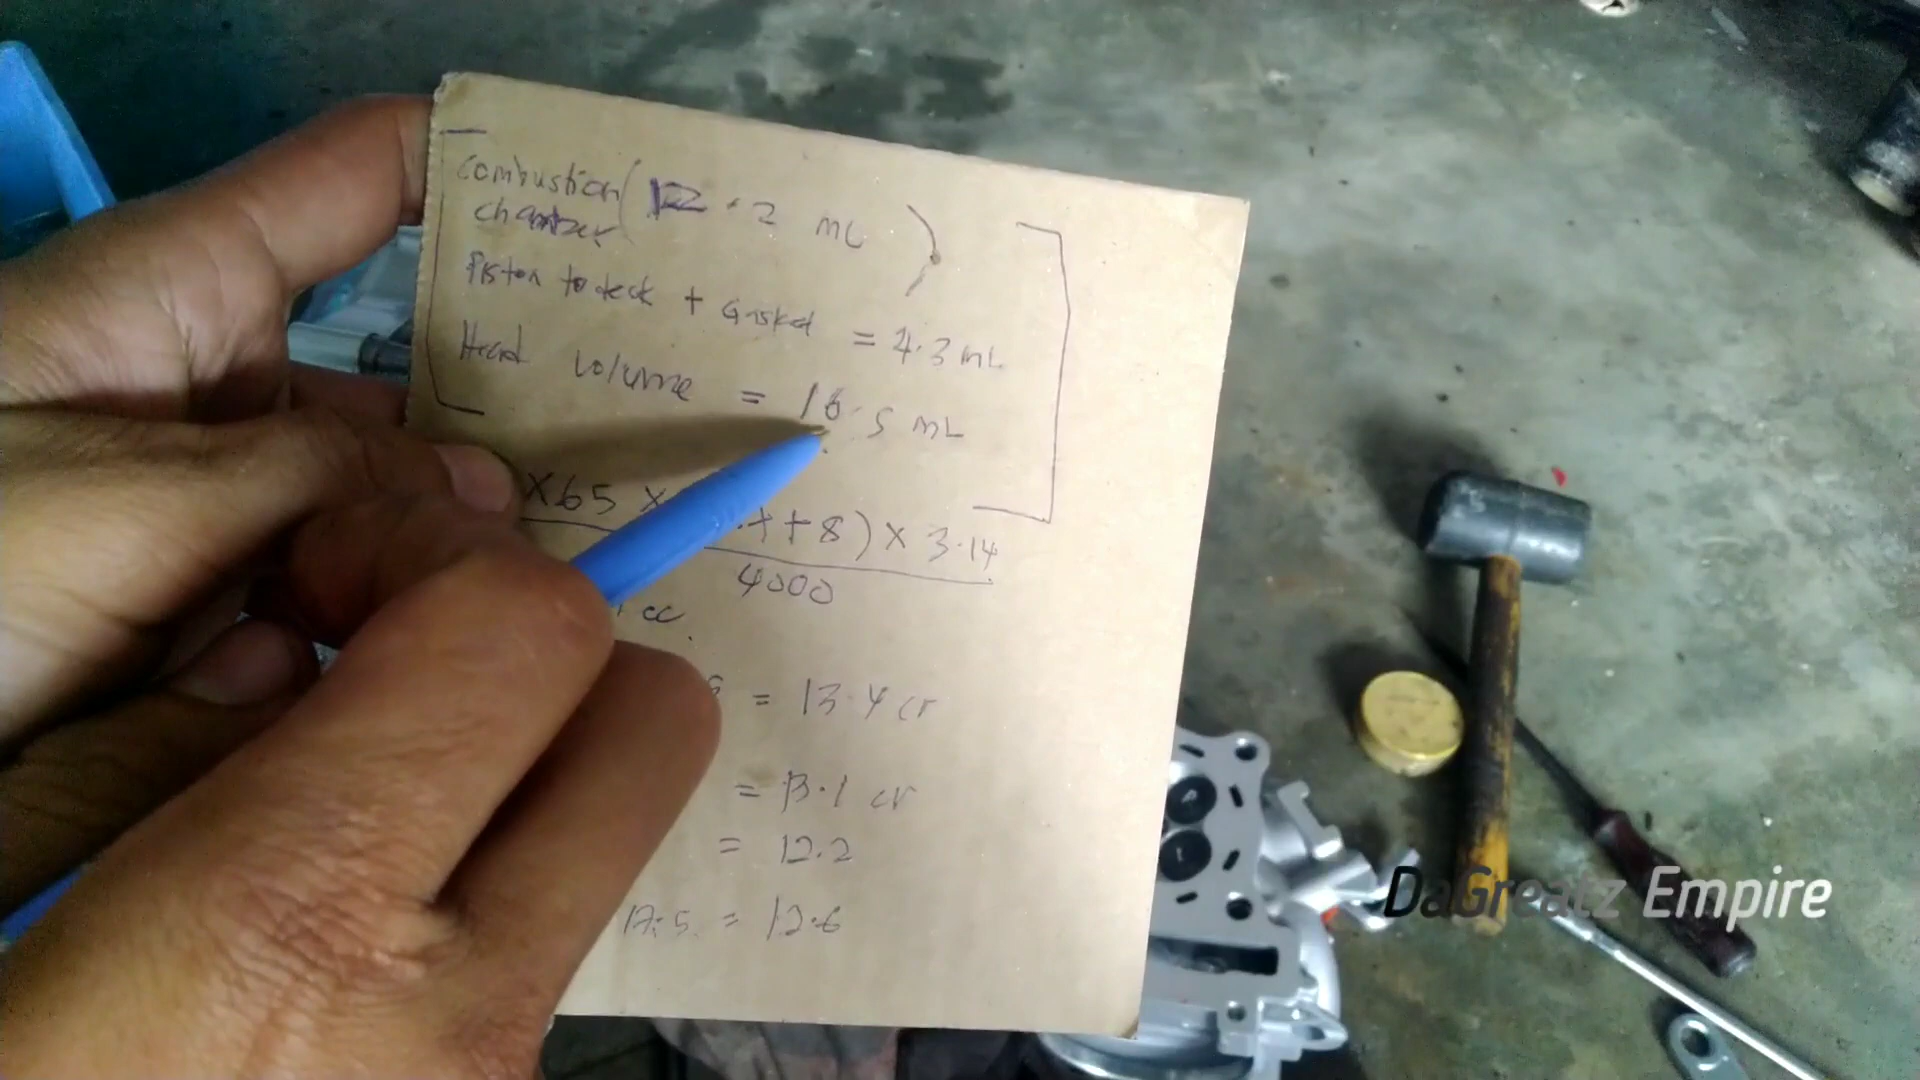 combustion ( 12.2 mL )
chamber
Piston to deck + Gasket = 4.3 mL
Head volume = 16.5 mL
X65 X + 8) X 3.14
4000
cc.
= 13.4 cr
= 13.1 cr
= 12.2
17.5 = 12.6
DaGreatz Empire